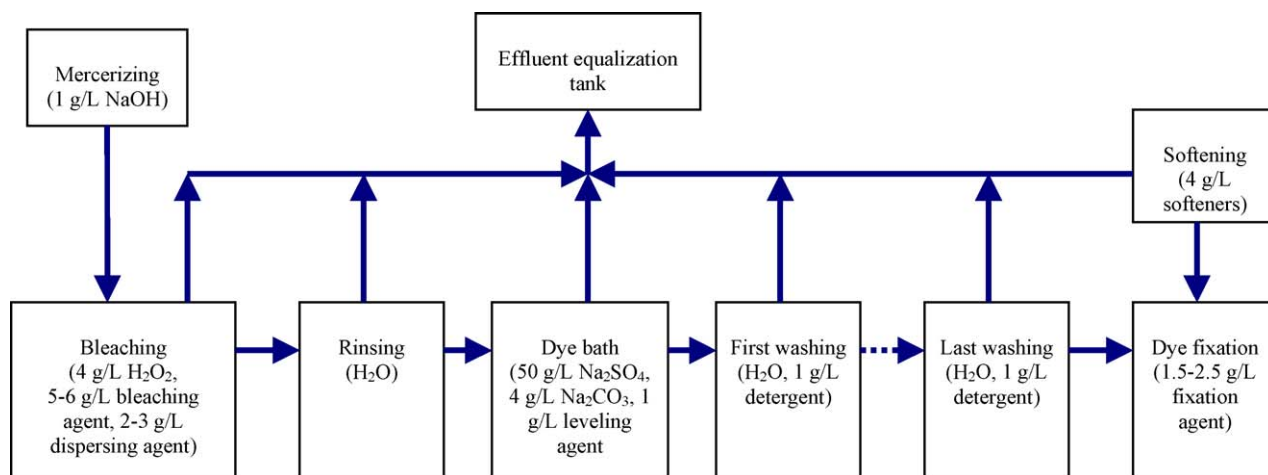 Mercerizing
(1 g/L NaOH)
Effluent equalization
tank
Softening
(4 g/L
softeners)
Bleaching
(4 g/L H₂O₂,
5-6 g/L bleaching
agent, 2-3 g/L
dispersing agent)
Rinsing
(H₂O)
Dye bath
(50 g/L Na₂SO₄,
4 g/L Na₂CO₃, 1
g/L leveling
agent
First washing
(H₂O, 1 g/L
detergent)
Last washing
(H₂O, 1 g/L
detergent)
Dye fixation
(1.5-2.5 g/L
fixation
agent)